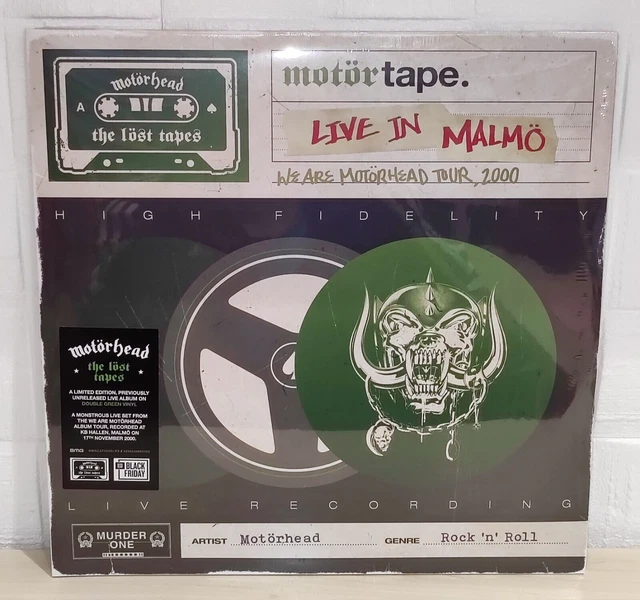 motörhead
A
the löst tapes
motörtape.
LIVE IN MALMÖ
WE ARE MOTÖRHEAD TOUR, 2000
HIGH FIDELITY
motörhead
the löst
tapes
A LIMITED EDITION, PREVIOUSLY
UNRELEASED LIVE ALBUM ON
DOUBLE GREEN VINYL
A MONSTROUS LIVE SET FROM
THE WE ARE MOTÖRHEAD
ALBUM TOUR, RECORDED AT
KB HALLEN, MALMÖ ON
17TH NOVEMBER 2000.
BMG
BLACK
FRIDAY
LIVE RECORDING
MURDER
ONE
ARTIST Motörhead GENRE Rock 'n' Roll